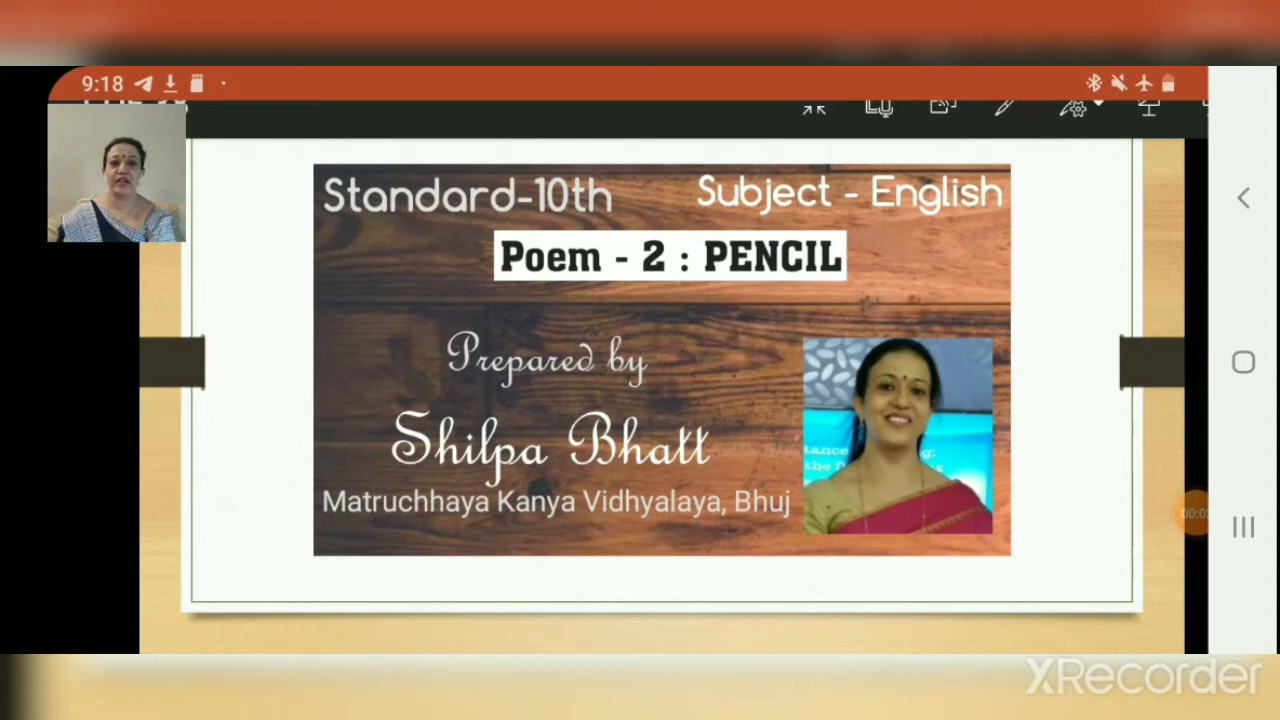 9:18
Standard-10th
Subject - English
Poem - 2 : PENCIL
Prepared by
Shilpa Bhatt
Matruchhaya Kanya Vidhyalaya, Bhuj
XRecorder